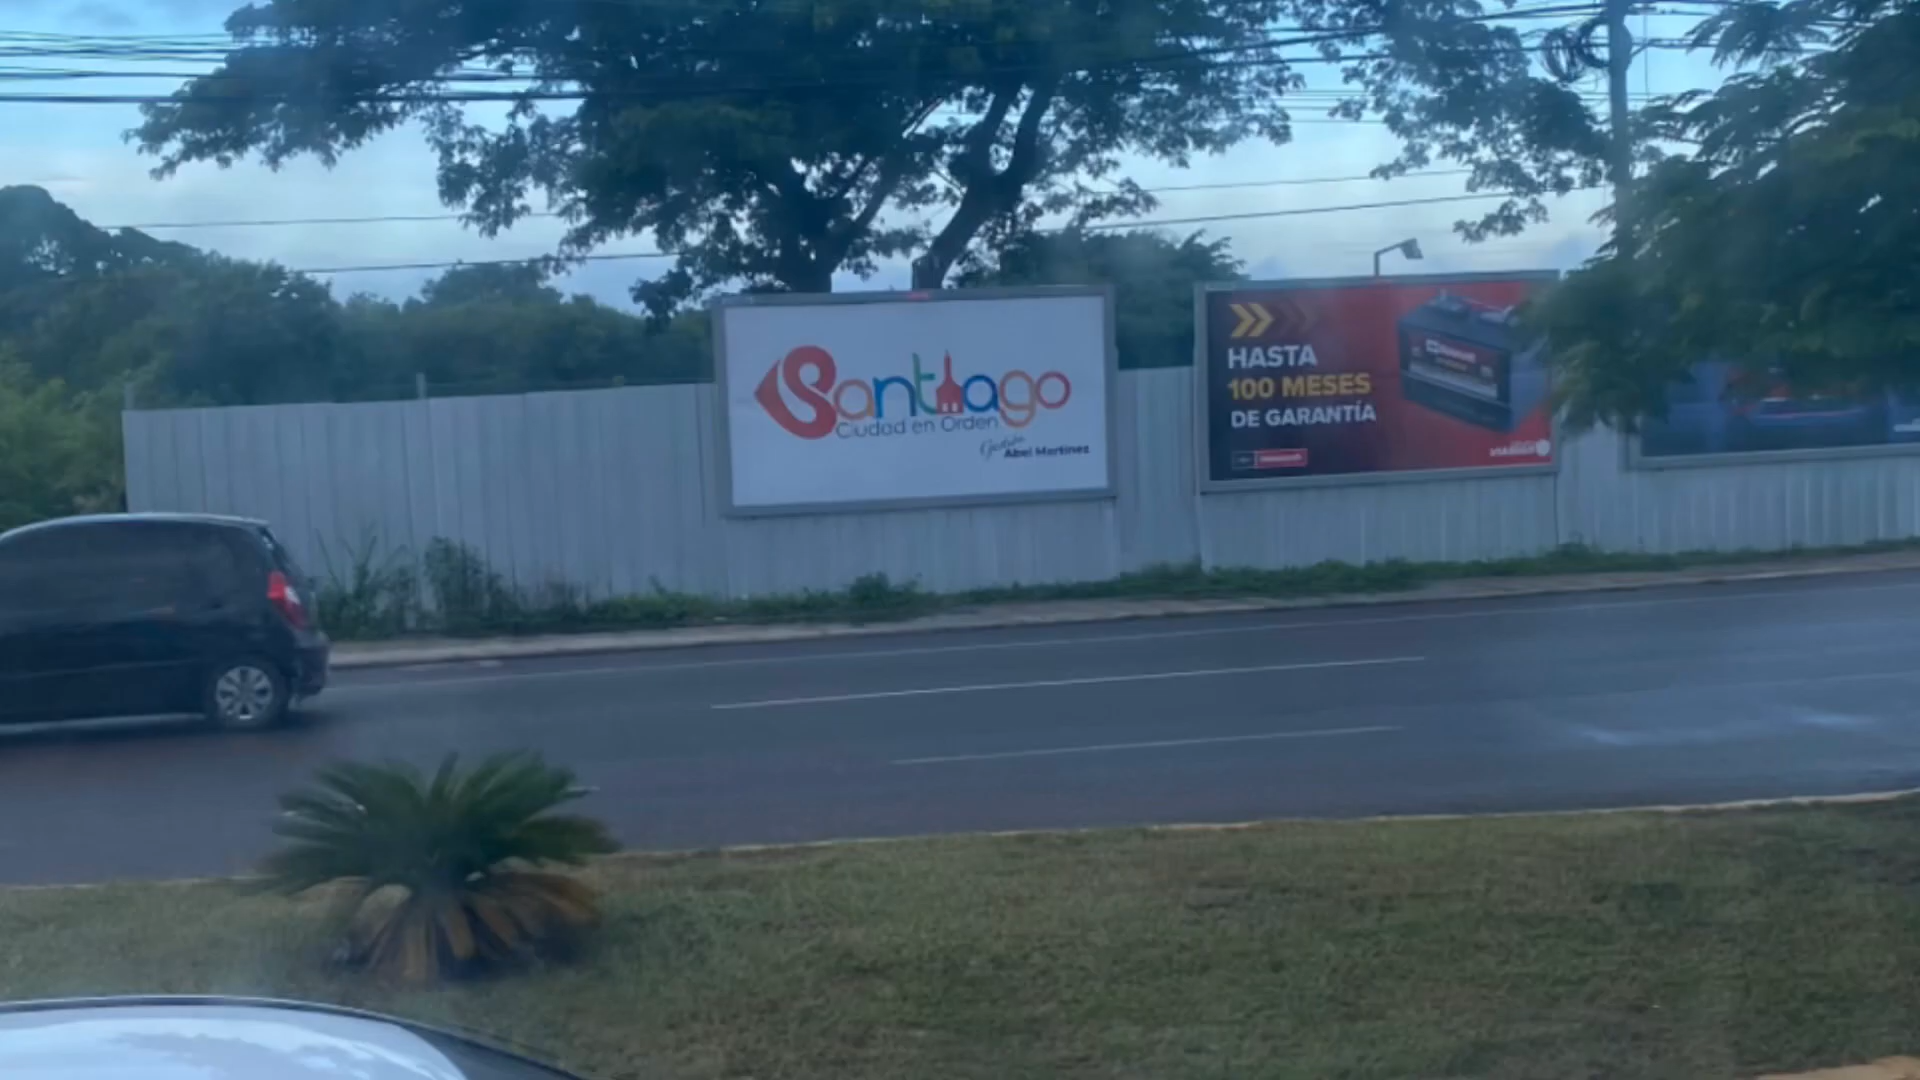 Santiago
Ciudad en Orden
Gestión
Abel Martínez
HASTA
100 MESES
DE GARANTÍA